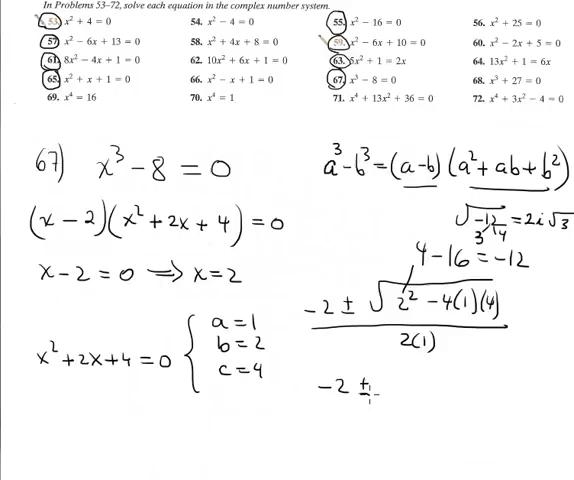 In Problems 53–72, solve each equation in the complex number system.
53. x² + 4 = 0 54. x² − 4 = 0 55. x² − 16 = 0 56. x² + 25 = 0
57. x² − 6x + 13 = 0 58. x² + 4x + 8 = 0 59. x² − 6x + 10 = 0 60. x² − 2x + 5 = 0
61. 8x² − 4x + 1 = 0 62. 10x² + 6x + 1 = 0 63. 5x² + 1 = 2x 64. 13x² + 1 = 6x
65. x² + x + 1 = 0 66. x² − x + 1 = 0 67. x³ − 8 = 0 68. x³ + 27 = 0
69. x⁴ = 16 70. x⁴ = 1 71. x⁴ + 13x² + 36 = 0 72. x⁴ + 3x² − 4 = 0
67) x³ − 8 = 0
a³ − b³ = (a − b)(a² + ab + b²)
(x − 2)(x² + 2x + 4) = 0
√−12 = 2i√3
3 4
4 − 16 = −12
x − 2 = 0 ⟹ x = 2
−2 ± √2² − 4(1)(4)
2(1)
x² + 2x + 4 = 0 { a = 1
b = 2
c = 4
−2 ±